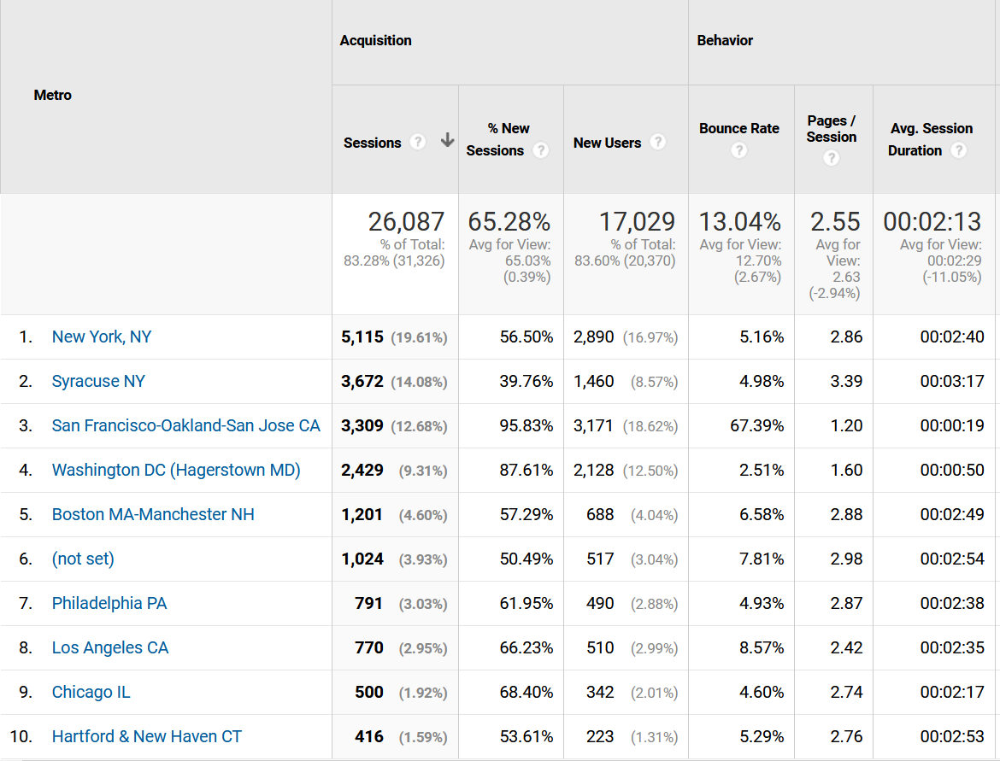 Metro
Acquisition
Behavior
Sessions ?
% New
Sessions ?
New Users ?
Bounce Rate
?
Pages /
Session
?
Avg. Session
Duration ?
26,087
% of Total:
83.28% (31,326)
65.28%
Avg for View:
65.03%
(0.39%)
17,029
% of Total:
83.60% (20,370)
13.04%
Avg for View:
12.70%
(2.67%)
2.55
Avg for
View:
2.63
(-2.94%)
00:02:13
Avg for View:
00:02:29
(-11.05%)
1. New York, NY 5,115 (19.61%) 56.50% 2,890 (16.97%) 5.16% 2.86 00:02:40
2. Syracuse NY 3,672 (14.08%) 39.76% 1,460 (8.57%) 4.98% 3.39 00:03:17
3. San Francisco-Oakland-San Jose CA 3,309 (12.68%) 95.83% 3,171 (18.62%) 67.39% 1.20 00:00:19
4. Washington DC (Hagerstown MD) 2,429 (9.31%) 87.61% 2,128 (12.50%) 2.51% 1.60 00:00:50
5. Boston MA-Manchester NH 1,201 (4.60%) 57.29% 688 (4.04%) 6.58% 2.88 00:02:49
6. (not set) 1,024 (3.93%) 50.49% 517 (3.04%) 7.81% 2.98 00:02:54
7. Philadelphia PA 791 (3.03%) 61.95% 490 (2.88%) 4.93% 2.87 00:02:38
8. Los Angeles CA 770 (2.95%) 66.23% 510 (2.99%) 8.57% 2.42 00:02:35
9. Chicago IL 500 (1.92%) 68.40% 342 (2.01%) 4.60% 2.74 00:02:17
10. Hartford & New Haven CT 416 (1.59%) 53.61% 223 (1.31%) 5.29% 2.76 00:02:53